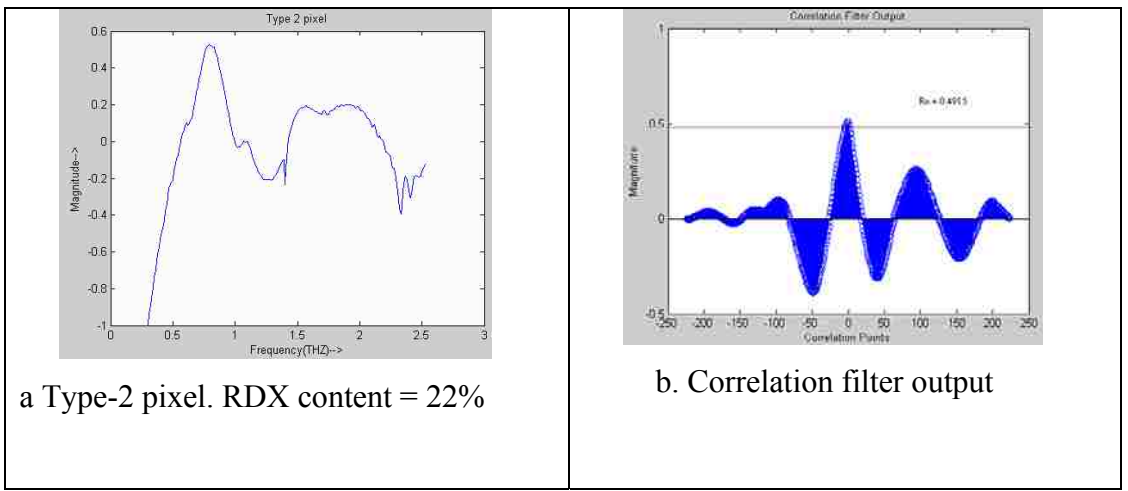 Type 2 pixel
0.6
0.4
0.2
0
-0.2
-0.4
-0.6
-0.8
-1
0 0.5 1 1.5 2 2.5 3
Magnitude-->
Frequency(THZ)-->
a Type-2 pixel. RDX content = 22%
Correlation Filter Output
1
0.5
0
-0.5
-250 -200 -150 -100 -50 0 50 100 150 200 250
Magnitude
Correlation Points
b. Correlation filter output